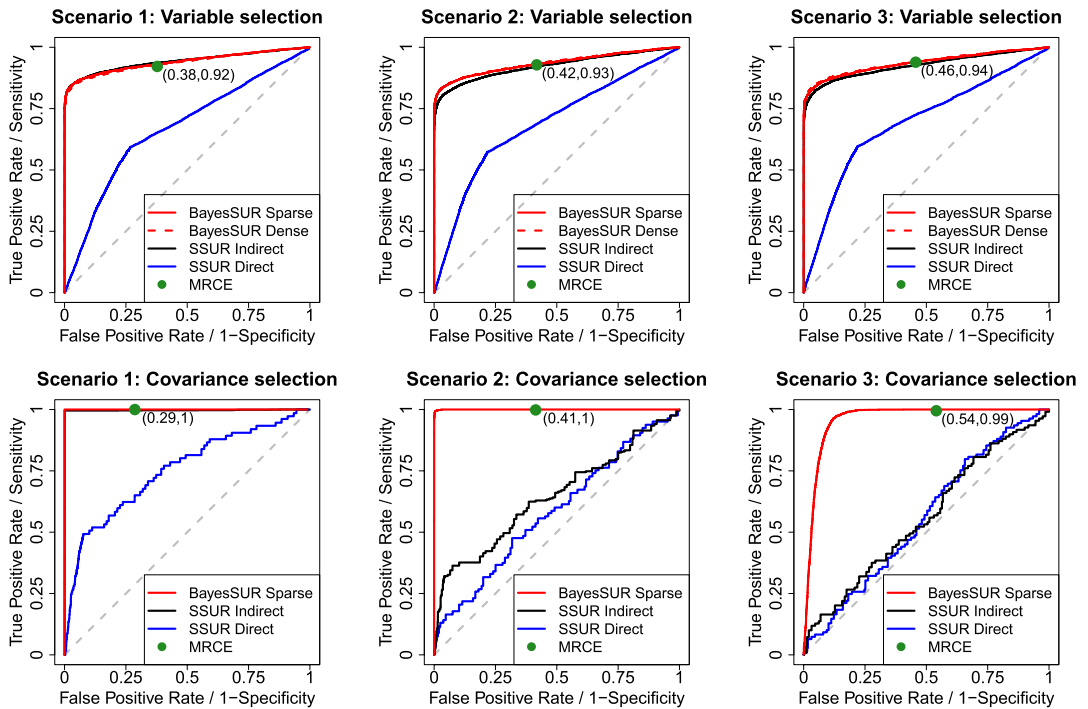 Scenario 1: Variable selection
True Positive Rate / Sensitivity
1
0.75
0.5
0.25
0
(0.38,0.92)
BayesSUR Sparse
BayesSUR Dense
SSUR Indirect
SSUR Direct
MRCE
0 0.25 0.5 0.75 1
False Positive Rate / 1−Specificity
Scenario 2: Variable selection
True Positive Rate / Sensitivity
1
0.75
0.5
0.25
0
(0.42,0.93)
BayesSUR Sparse
BayesSUR Dense
SSUR Indirect
SSUR Direct
MRCE
0 0.25 0.5 0.75 1
False Positive Rate / 1−Specificity
Scenario 3: Variable selection
True Positive Rate / Sensitivity
1
0.75
0.5
0.25
0
(0.46,0.94)
BayesSUR Sparse
BayesSUR Dense
SSUR Indirect
SSUR Direct
MRCE
0 0.25 0.5 0.75 1
False Positive Rate / 1−Specificity
Scenario 1: Covariance selection
True Positive Rate / Sensitivity
1
0.75
0.5
0.25
0
(0.29,1)
BayesSUR Sparse
SSUR Indirect
SSUR Direct
MRCE
0 0.25 0.5 0.75 1
False Positive Rate / 1−Specificity
Scenario 2: Covariance selection
True Positive Rate / Sensitivity
1
0.75
0.5
0.25
0
(0.41,1)
BayesSUR Sparse
SSUR Indirect
SSUR Direct
MRCE
0 0.25 0.5 0.75 1
False Positive Rate / 1−Specificity
Scenario 3: Covariance selection
True Positive Rate / Sensitivity
1
0.75
0.5
0.25
0
(0.54,0.99)
BayesSUR Sparse
SSUR Indirect
SSUR Direct
MRCE
0 0.25 0.5 0.75 1
False Positive Rate / 1−Specificity